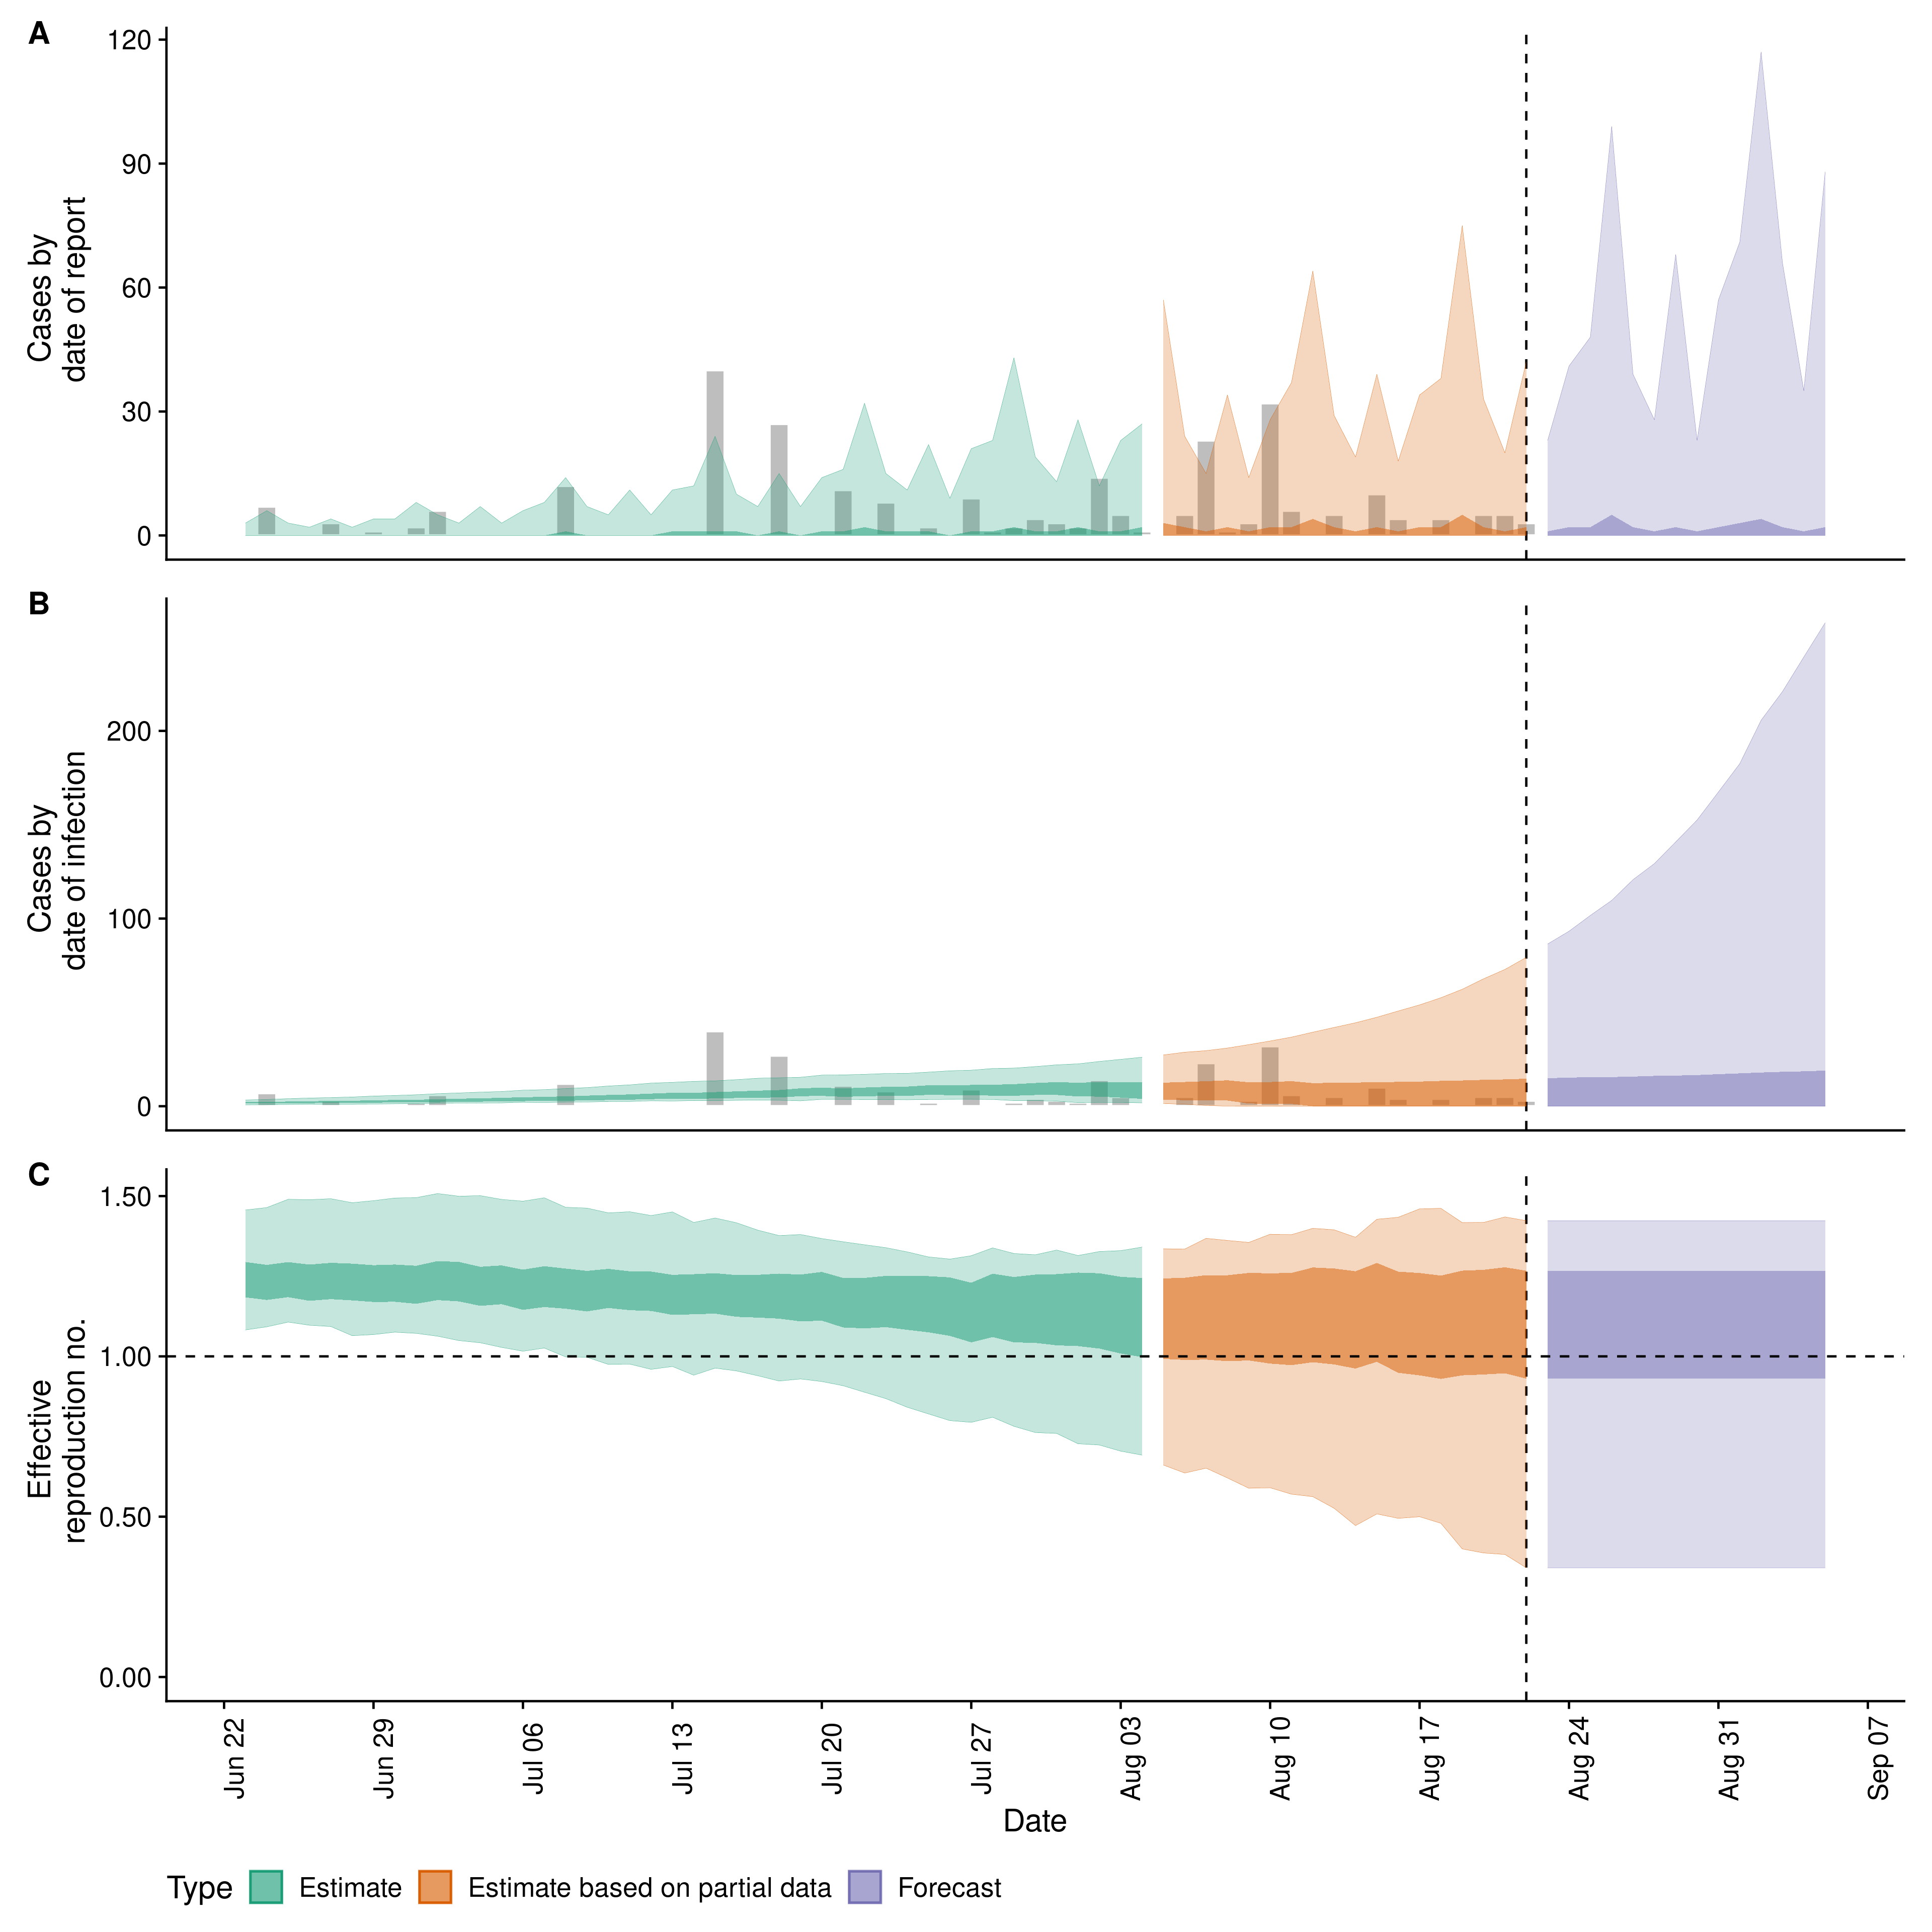 A
120
90
60
30
0
Cases by
date of report
B
200
100
0
Cases by
date of infection
C
1.50
1.00
0.50
0.00
Effective
reproduction no.
Jun 22
Jun 29
Jul 06
Jul 13
Jul 20
Jul 27
Aug 03
Aug 10
Aug 17
Aug 24
Aug 31
Sep 07
Date
Type Estimate Estimate based on partial data Forecast